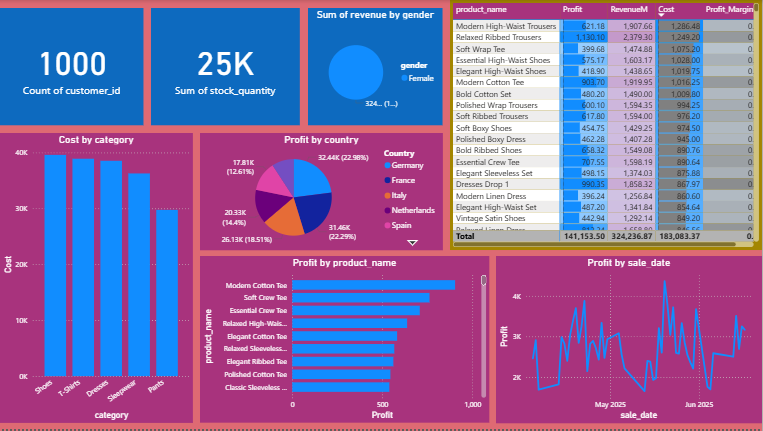 1000
Count of customer_id
25K
Sum of stock_quantity
Sum of revenue by gender
gender
Female
324... (1...)
product_name Profit RevenueM Cost Profit_Margin
Modern High-Waist Trousers 621.18 1,907.66 1,286.48 0.
Relaxed Ribbed Trousers 1,130.10 2,379.30 1,249.20 0.
Soft Wrap Tee 399.68 1,474.88 1,075.20 0.
Essential High-Waist Shoes 575.17 1,603.17 1,028.00 0.
Elegant High-Waist Shoes 418.90 1,438.65 1,019.75 0.
Modern Cotton Tee 903.70 1,919.95 1,016.25 0.
Bold Cotton Set 480.20 1,490.00 1,009.80 0.
Polished Wrap Trousers 600.10 1,594.35 994.25 0.
Soft Ribbed Trousers 617.80 1,594.00 976.20 0.
Soft Boxy Shoes 454.75 1,429.25 974.50 0.
Polished Boxy Dress 462.28 1,407.28 945.00 0.
Bold Ribbed Shoes 658.32 1,549.08 890.76 0.
Essential Crew Tee 707.55 1,598.19 890.64 0.
Elegant Sleeveless Set 498.15 1,374.03 875.88 0.
Dresses Drop 1 990.35 1,858.32 867.97 0.
Modern Linen Dress 396.24 1,256.84 860.60 0.
Elegant High-Waist Set 487.20 1,341.84 854.64 0.
Vintage Satin Shoes 442.94 1,292.14 849.20 0.
Total 141,153.50 324,236.87 183,083.37 0.
Cost by category
Cost
40K
30K
20K
10K
0K
Shoes
T-Shirts
Dresses
Sleepwear
Pants
category
Profit by country
32.44K (22.98%)
31.46K
(22.29%)
26.13K (18.51%)
20.33K
(14.4%)
17.81K
(12.61%)
Country
Germany
France
Italy
Netherlands
Spain
Profit by product_name
product_name
Modern Cotton Tee
Soft Crew Tee
Essential Crew Tee
Relaxed High-Wais...
Elegant Cotton Tee
Relaxed Sleeveless...
Elegant Ribbed Tee
Polished Cotton Tee
Classic Sleeveless ...
0
500
1,000
Profit
Profit by sale_date
Profit
4K
3K
2K
May 2025
Jun 2025
sale_date